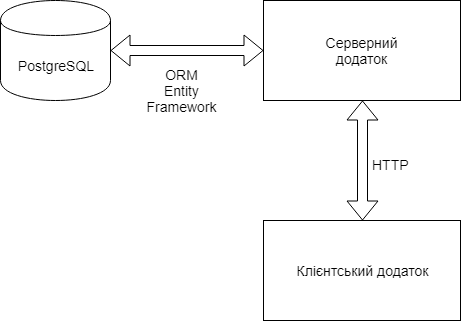 PostgreSQL
ORM
Entity
Framework
Серверний
додаток
HTTP
Клієнтський додаток